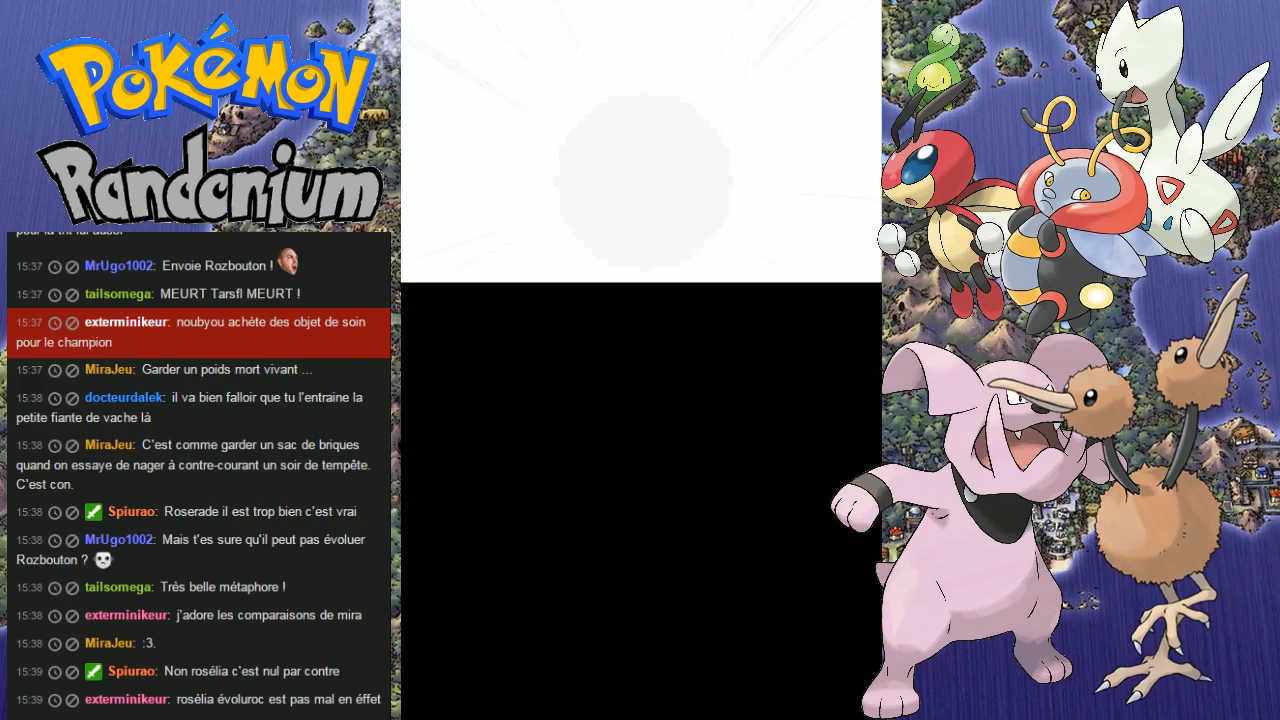 POKéMON
Randonium
15:37 MrUgo1002: Envoie Rozbouton !
15:37 tailsomega: MEURT Tarsfl MEURT !
15:37 exterminikeur: noubyou achète des objet de soin
pour le champion
15:37 MiraJeu: Garder un poids mort vivant ...
15:38 docteurdalek: il va bien falloir que tu l'entraine la
petite fiante de vache là
15:38 MiraJeu: C'est comme garder un sac de briques
quand on essaye de nager à contre-courant un soir de tempête.
C'est con.
15:38 Spiurao: Roserade il est trop bien c'est vrai
15:38 MrUgo1002: Mais t'es sure qu'il peut pas évoluer
Rozbouton ?
15:38 tailsomega: Très belle métaphore !
15:38 exterminikeur: j'adore les comparaisons de mira
15:38 MiraJeu: :3.
15:39 Spiurao: Non rosélia c'est nul par contre
15:39 exterminikeur: rosèlia évoluroc est pas mal en éffet